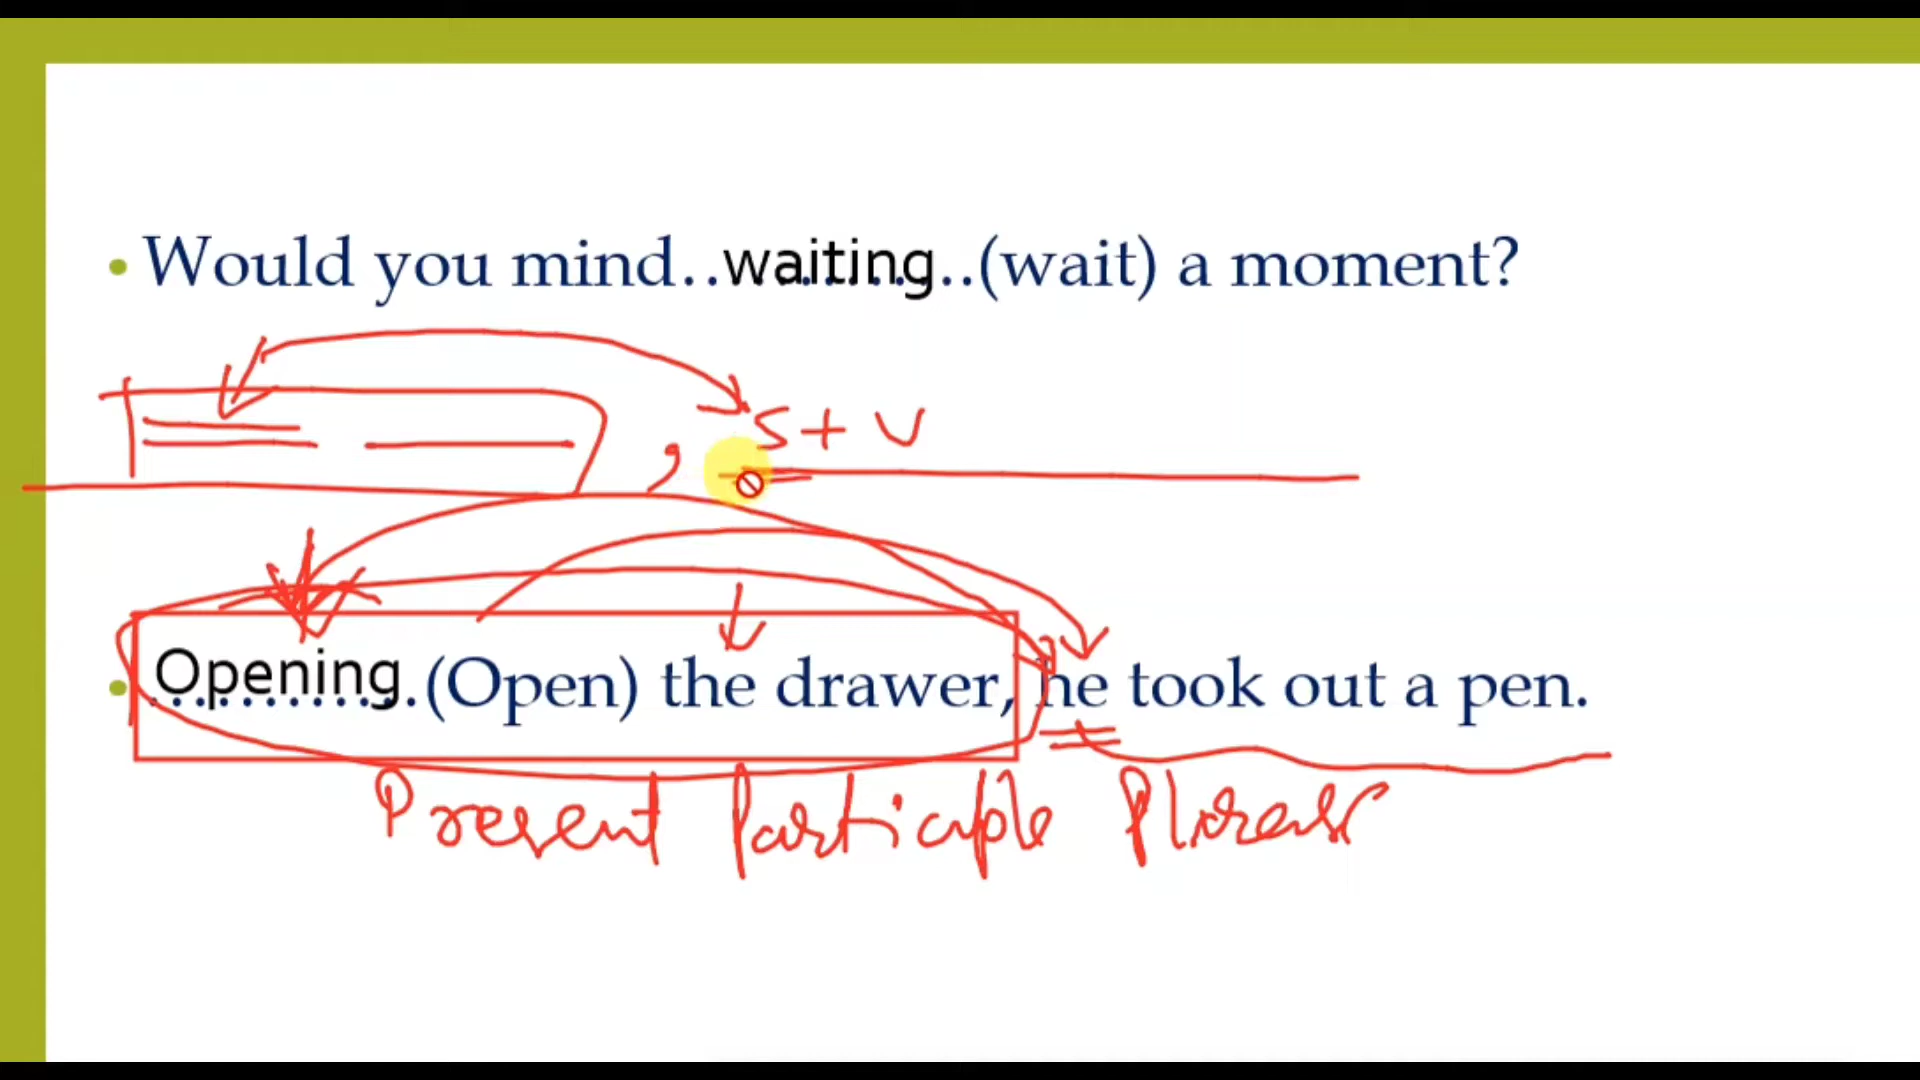 • Would you mind..waiting..(wait) a moment?
, S + V
• Opening.(Open) the drawer, he took out a pen.
Present Participle Phrase